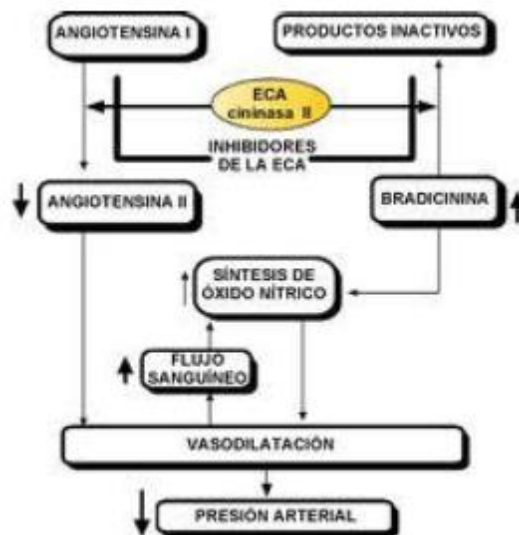 ANGIOTENSINA I
PRODUCTOS INACTIVOS
ECA
cininasa II
INHIBIDORES
DE LA ECA
ANGIOTENSINA II
BRADICININA
SÍNTESIS DE
ÓXIDO NÍTRICO
FLUJO
SANGUÍNEO
VASODILATACIÓN
PRESIÓN ARTERIAL